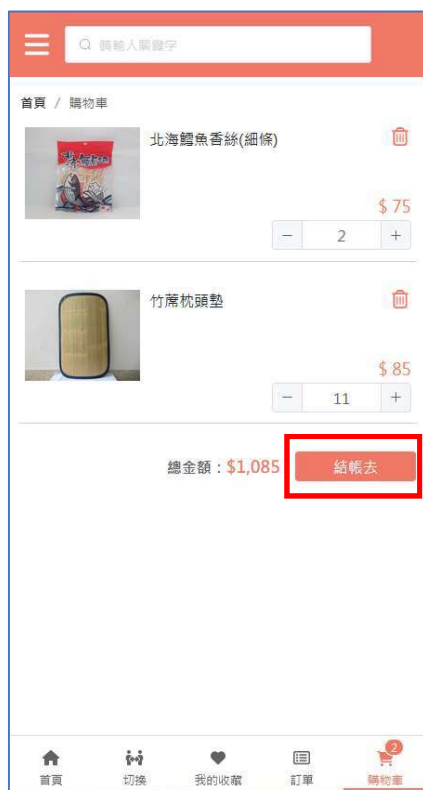 請輸入關鍵字
首頁 / 購物車
北海鱈魚香絲(細條)
$ 75
− 2 +
竹蓆枕頭墊
$ 85
− 11 +
總金額：$1,085 結帳去
2
首頁 切換 我的收藏 訂單 購物車